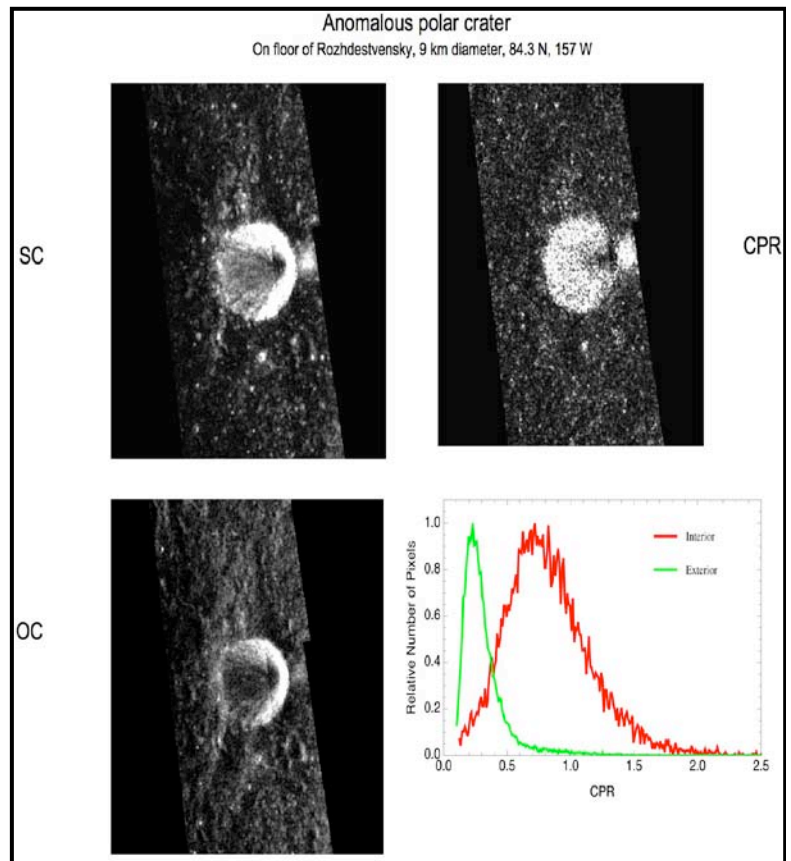 Anomalous polar crater
On floor of Rozhdestvensky, 9 km diameter, 84.3 N, 157 W
SC
CPR
OC
Relative Number of Pixels
1.0
0.8
0.6
0.4
0.2
0.0
Interior
Exterior
0.0 0.5 1.0 1.5 2.0 2.5
CPR